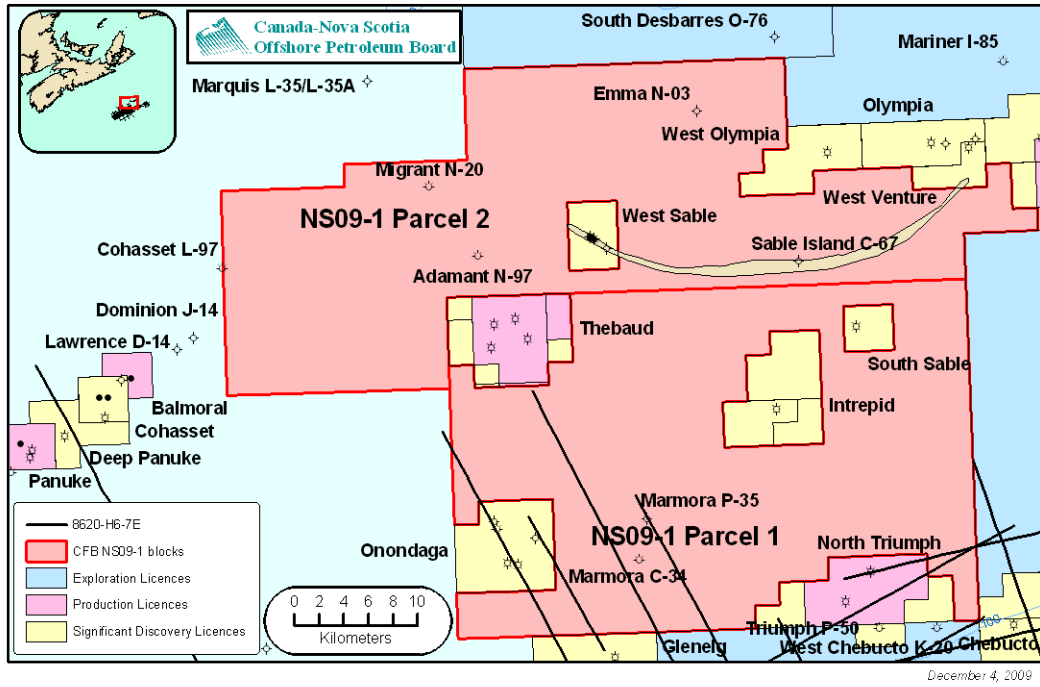 South Desbarres O-76
Canada-Nova Scotia
Offshore Petroleum Board
Mariner I-85
Marquis L-35/L-35A
Emma N-03
Olympia
West Olympia
Migrant N-20
NS09-1 Parcel 2
West Sable
West Venture
Cohasset L-97
Sable Island C-67
Adamant N-97
Dominion J-14
Thebaud
Lawrence D-14
South Sable
Balmoral
Intrepid
Cohasset
Deep Panuke
Panuke
Marmora P-35
8620-H6-7E
NS09-1 Parcel 1
North Triumph
CFB NS09-1 blocks
Onondaga
Exploration Licences
Marmora C-34
Production Licences
0 2 4 6 8 10
Significant Discovery Licences
Kilometers
100
Triumph P-50
Glenelg
West Chebucto K-20
Chebucto
December 4, 2009